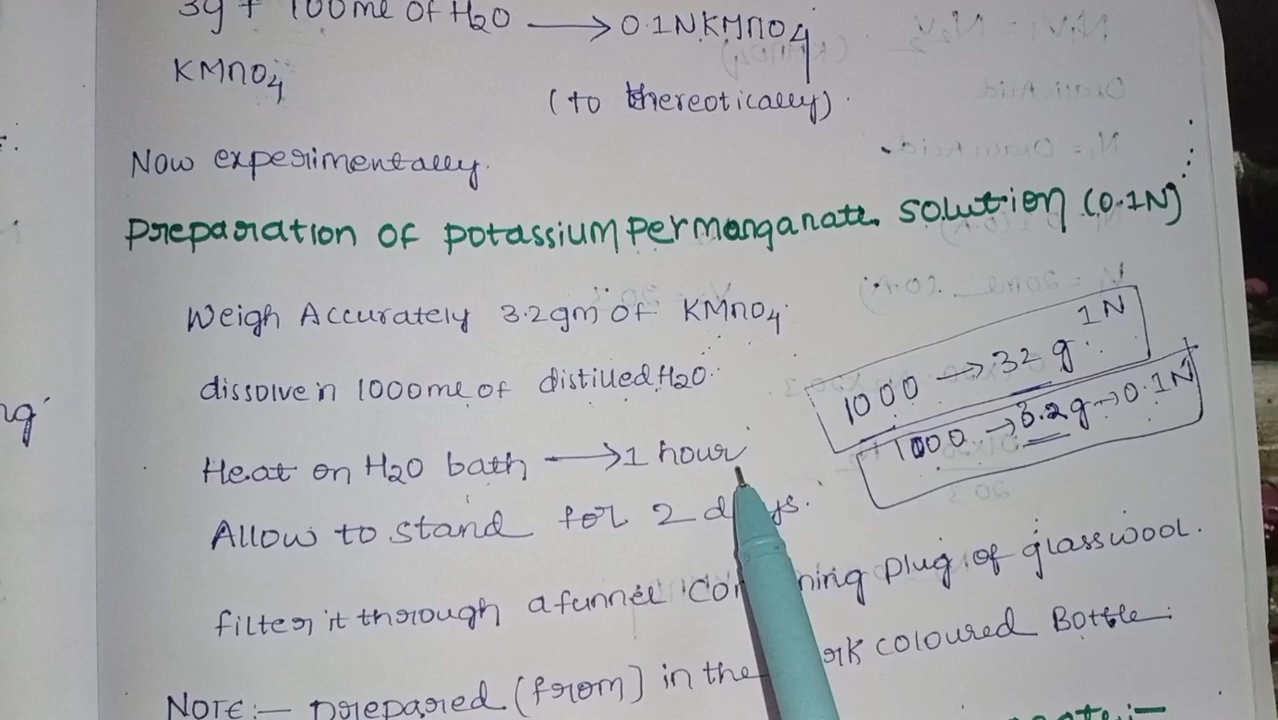 3g + 100ml of H2O → 0.1N KMnO4
KMnO4
(to thereotically).
Now experimentally.
Preparation of potassium permanganate solution (0.1N)
Weigh Accurately 3.2gm of KMnO4
dissolve n 1000ml of distilled H2O.
Heat on H2O bath → 1 hour
Allow to stand for 2 days.
filter it through a funnel plug of glasswool.
NOTE:- prepared (from) in the coloured Bottle.
1000 → 32 g 1N
1000 → 3.2g → 0.1N